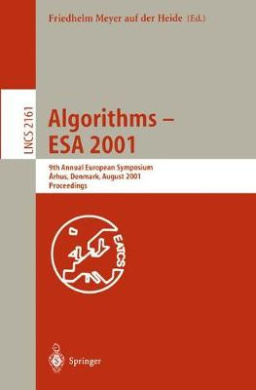 Friedhelm Meyer auf der Heide (Ed.)
LNCS 2161
Algorithms –
ESA 2001
9th Annual European Symposium
Århus, Denmark, August 2001
Proceedings
EATCS
Springer